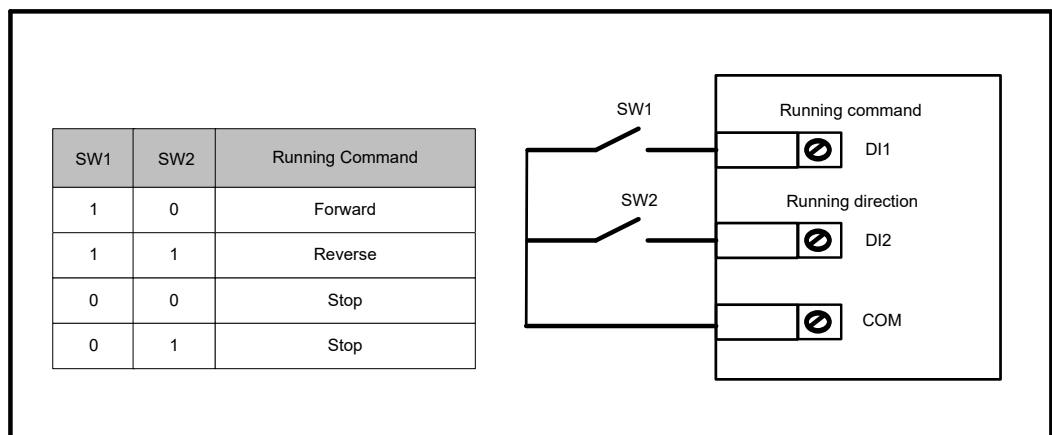 SW1 SW2 Running Command
1 0 Forward
1 1 Reverse
0 0 Stop
0 1 Stop
SW1
Running command
DI1
SW2
Running direction
DI2
COM